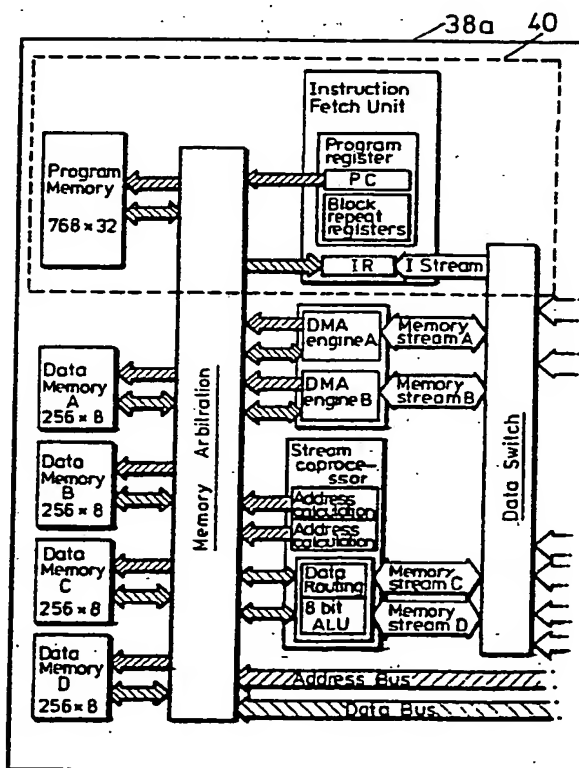 38a
40
Instruction
Fetch Unit
Program
register
PC
Block
repeat
registers
IR
I Stream
Program
Memory
768 × 32
Memory Arbitration
DMA
engine A
Memory
stream A
DMA
engine B
Memory
stream B
Data Switch
Data
Memory
A
256 × 8
Data
Memory
B
256 × 8
Data
Memory
C
256 × 8
Data
Memory
D
256 × 8
Stream
coproce-
ssor
Address
calculation
Address
calculation
Data
Routing
8 bit
ALU
Memory
stream C
Memory
stream D
Address Bus
Data Bus